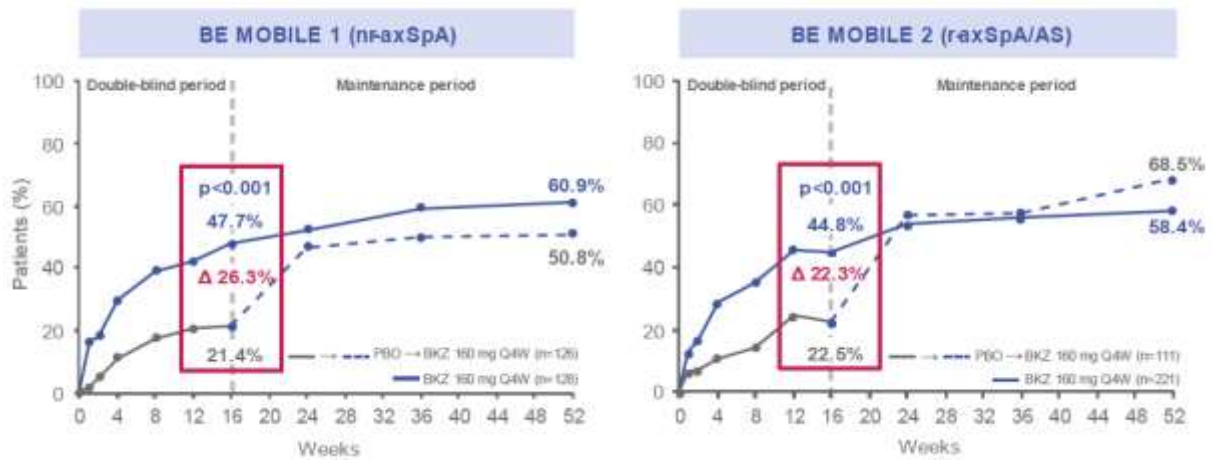 BE MOBILE 1 (nr-axSpA)
Patients (%)
100
80
60
40
20
0
Double-blind period
Maintenance period
p<0.001
47.7%
Δ 26.3%
21.4%
60.9%
50.8%
PBO → BKZ 160 mg Q4W (n=126)
BKZ 160 mg Q4W (n=128)
0 4 8 12 16 20 24 28 32 36 40 44 48 52
Weeks
BE MOBILE 2 (r-axSpA/AS)
100
80
60
40
20
0
Double-blind period
Maintenance period
p<0.001
44.8%
Δ 22.3%
22.5%
68.5%
58.4%
PBO → BKZ 160 mg Q4W (n=111)
BKZ 160 mg Q4W (n=221)
0 4 8 12 16 20 24 28 32 36 40 44 48 52
Weeks